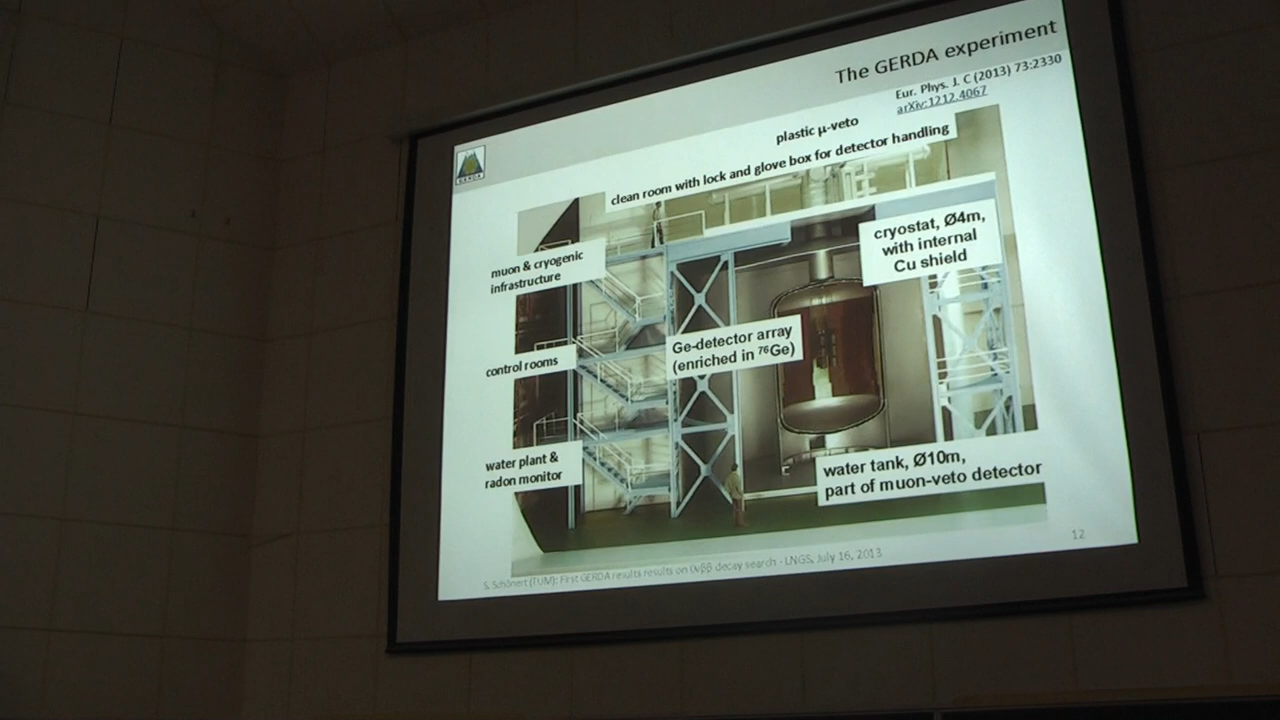 The GERDA experiment
Eur. Phys. J. C (2013) 73:2330
arXiv:1212.4067
GERDA
plastic μ-veto
clean room with lock and glove box for detector handling
cryostat, Ø4m,
with internal
Cu shield
muon & cryogenic
infrastructure
Ge-detector array
(enriched in ⁷⁶Ge)
control rooms
water plant &
radon monitor
water tank, Ø10m,
part of muon-veto detector
12
S. Schönert (TUM): First GERDA results results on 0νββ decay search - LNGS, July 16, 2013